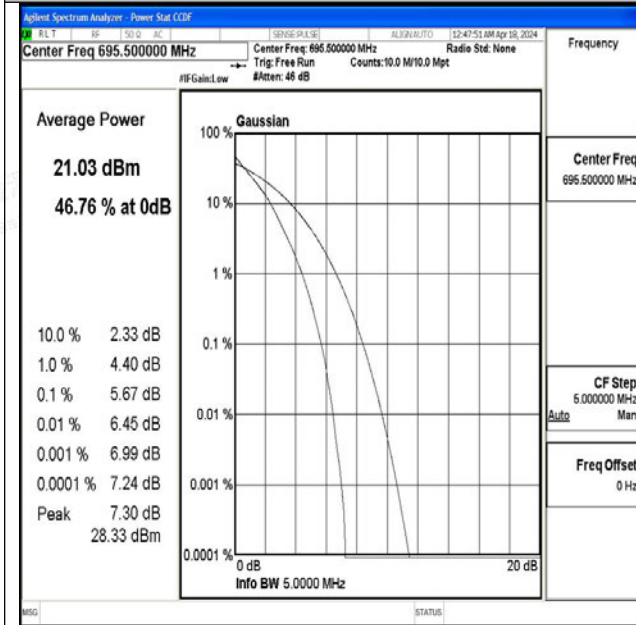 Agilent Spectrum Analyzer - Power Stat CCDF
RLT RF 50 Ω AC SENSE:PULSE ALIGNAUTO 12:47:51 AM Apr 18, 2024
Center Freq 695.500000 MHz
Center Freq: 695.500000 MHz Radio Std: None
Trig: Free Run Counts:10.0 M/10.0 Mpt
#IFGain:Low #Atten: 46 dB
Frequency
Average Power
21.03 dBm
46.76 % at 0dB
10.0 % 2.33 dB
1.0 % 4.40 dB
0.1 % 5.67 dB
0.01 % 6.45 dB
0.001 % 6.99 dB
0.0001 % 7.24 dB
Peak 7.30 dB
28.33 dBm
Gaussian
100 %
10 %
1 %
0.1 %
0.01 %
0.001 %
0.0001 %
0 dB 20 dB
Info BW 5.0000 MHz
Center Freq
695.500000 MHz
CF Step
5.000000 MHz
Auto Man
Freq Offset
0 Hz
MSG STATUS